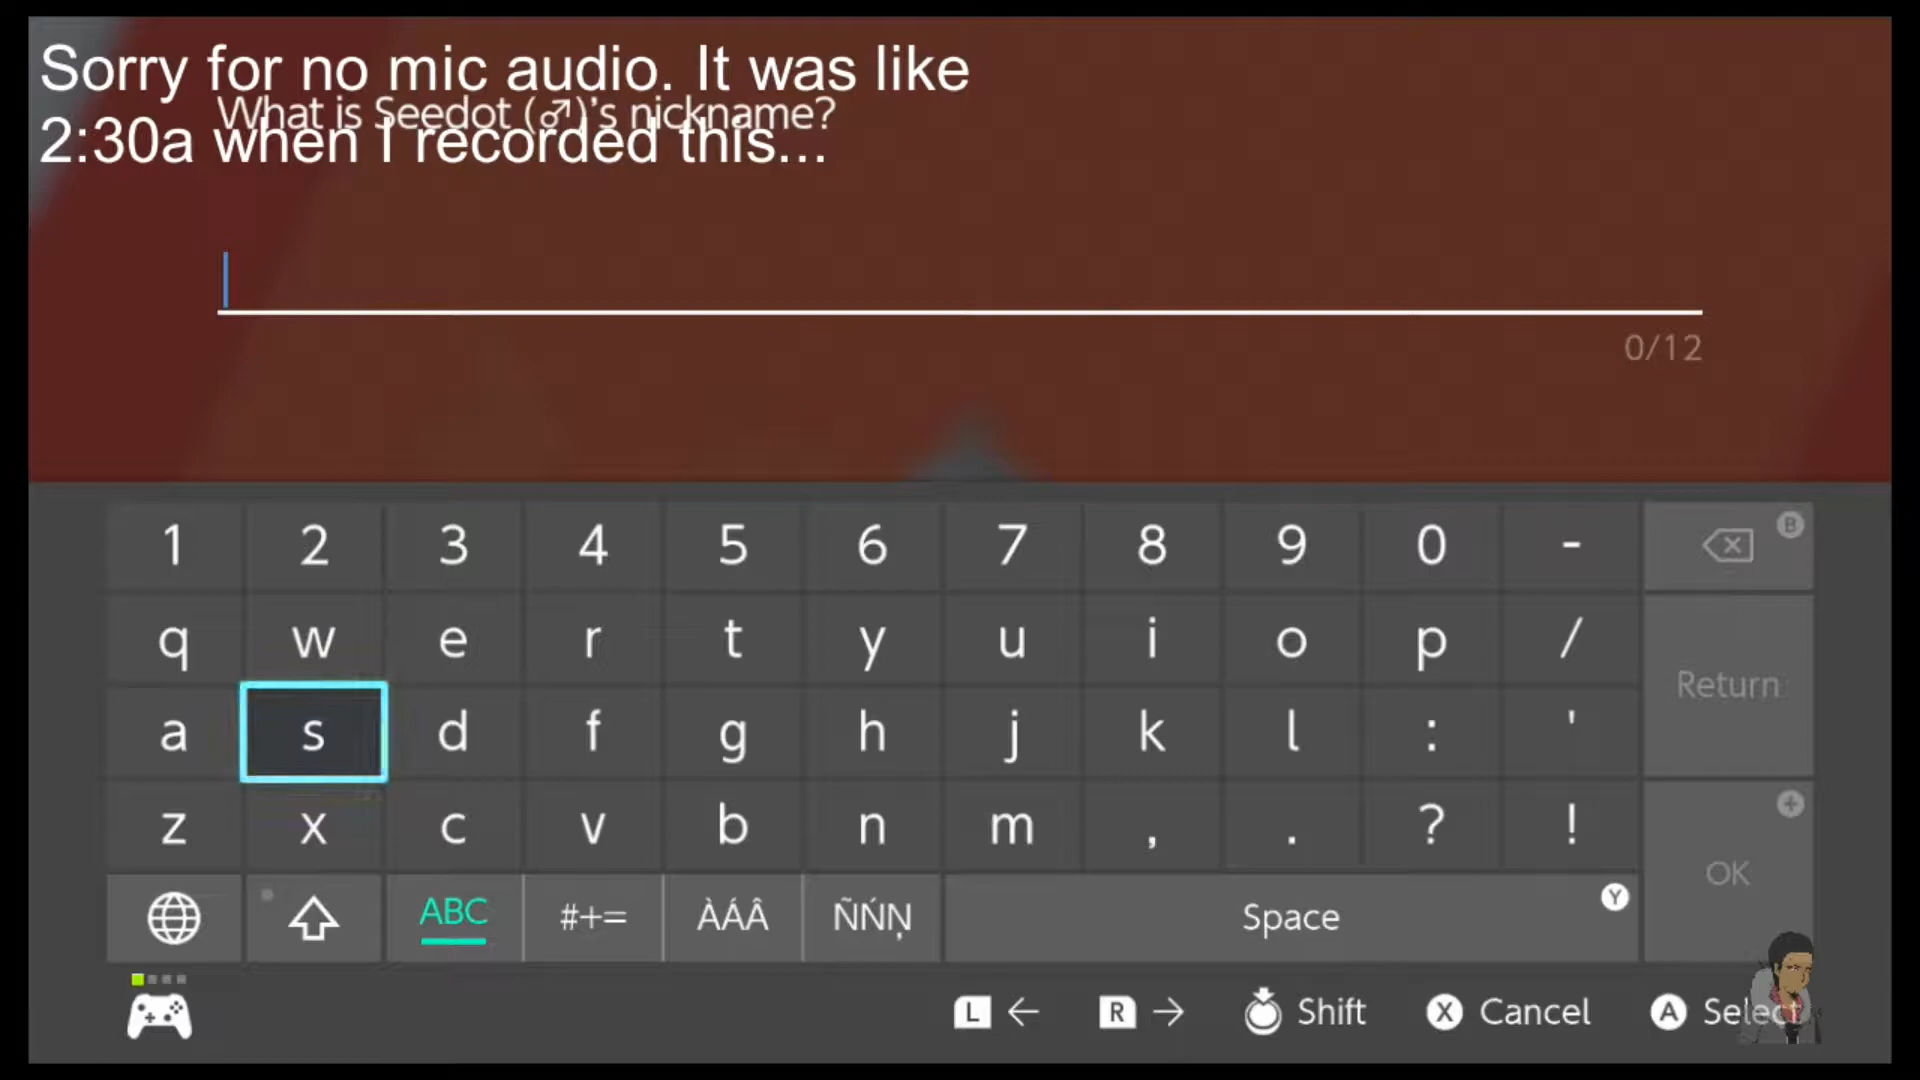 Sorry for no mic audio. It was like
2:30a when I recorded this...
What is Seedot (♂)'s nickname?
0/12
1 2 3 4 5 6 7 8 9 0 - B
q w e r t y u i o p /
Return
a s d f g h j k l : '
z x c v b n m , . ? ! +
OK
ABC #+= ÀÁÂ ÑŃŅ Space Y
L ← R → Shift X Cancel A Select